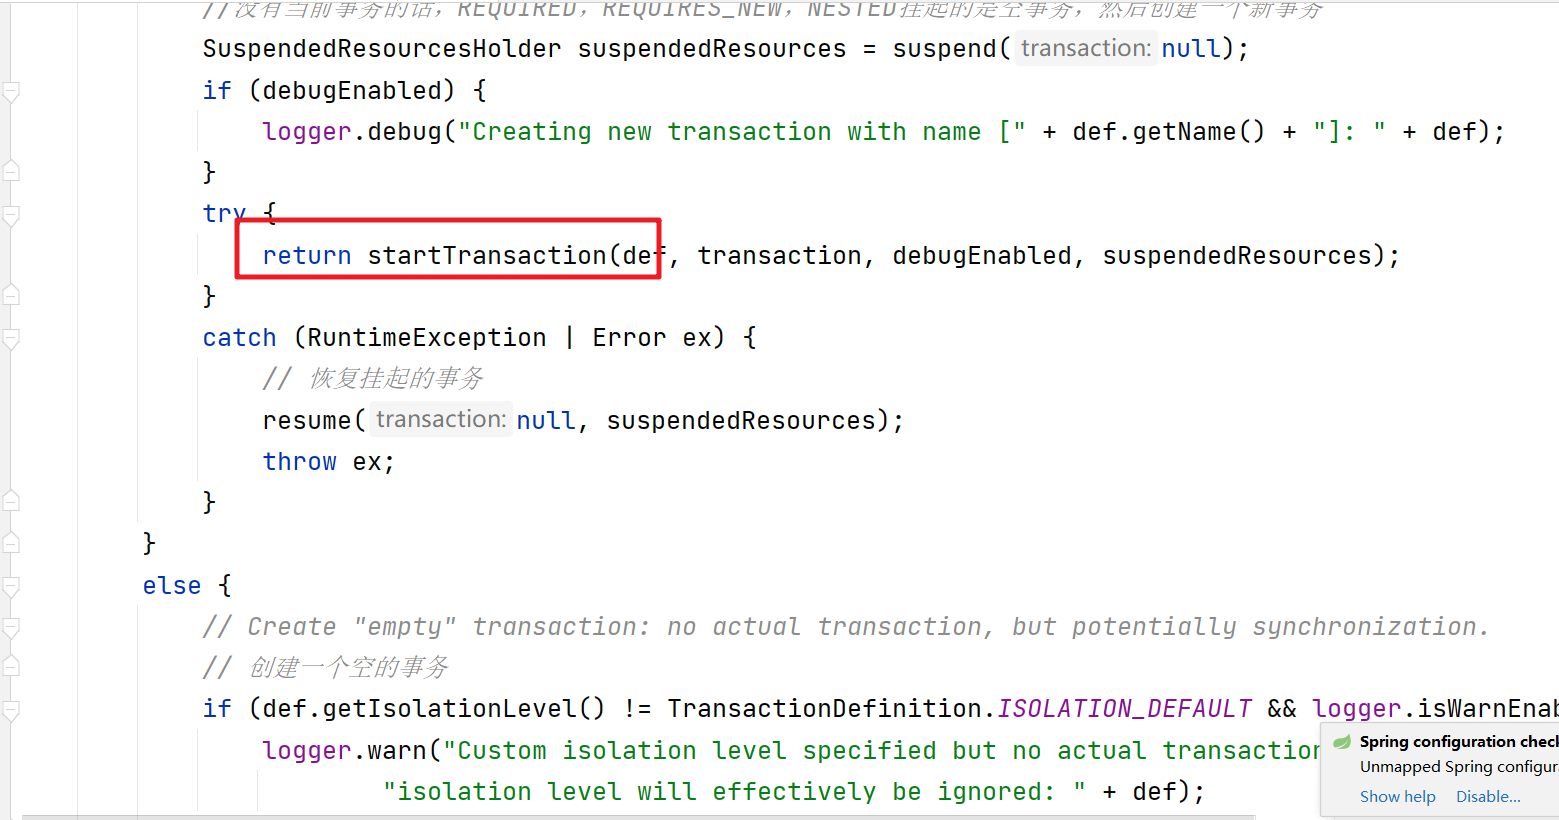 //没有当前事务的话，REQUIRED，REQUIRES_NEW，NESTED挂起的是空事务，然后创建一个新事务
SuspendedResourcesHolder suspendedResources = suspend( transaction: null);
if (debugEnabled) {
logger.debug("Creating new transaction with name [" + def.getName() + "]: " + def);
}
try {
return startTransaction(def, transaction, debugEnabled, suspendedResources);
}
catch (RuntimeException | Error ex) {
// 恢复挂起的事务
resume( transaction: null, suspendedResources);
throw ex;
}
}
else {
// Create "empty" transaction: no actual transaction, but potentially synchronization.
// 创建一个空的事务
if (def.getIsolationLevel() != TransactionDefinition.ISOLATION_DEFAULT && logger.isWarnEnab
logger.warn("Custom isolation level specified but no actual transaction
"isolation level will effectively be ignored: " + def);
Spring configuration check
Unmapped Spring configura
Show help Disable...